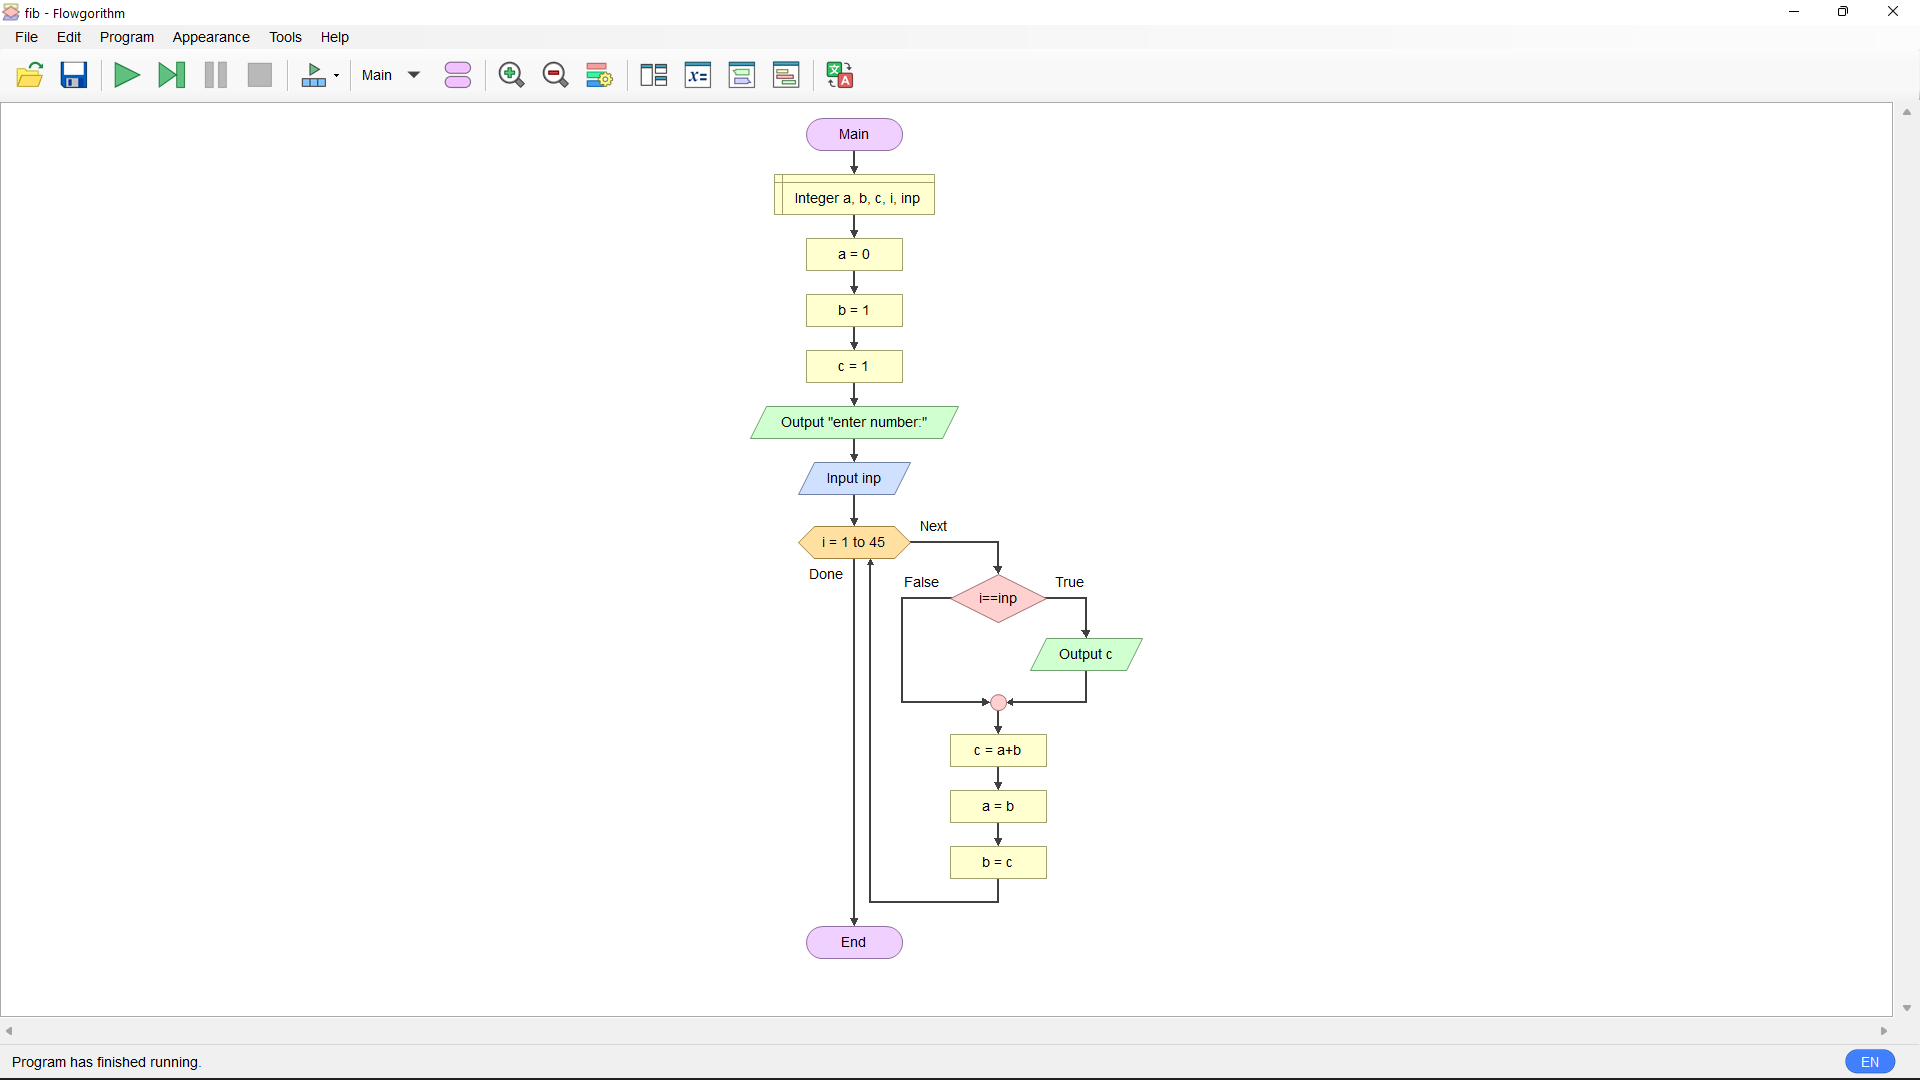 fib - Flowgorithm
File Edit Program Appearance Tools Help
Main
x=
文
A
Main
Integer a, b, c, i, inp
a = 0
b = 1
c = 1
Output "enter number:"
Input inp
Next
i = 1 to 45
Done
False
True
i==inp
Output c
c = a+b
a = b
b = c
End
Program has finished running.
EN